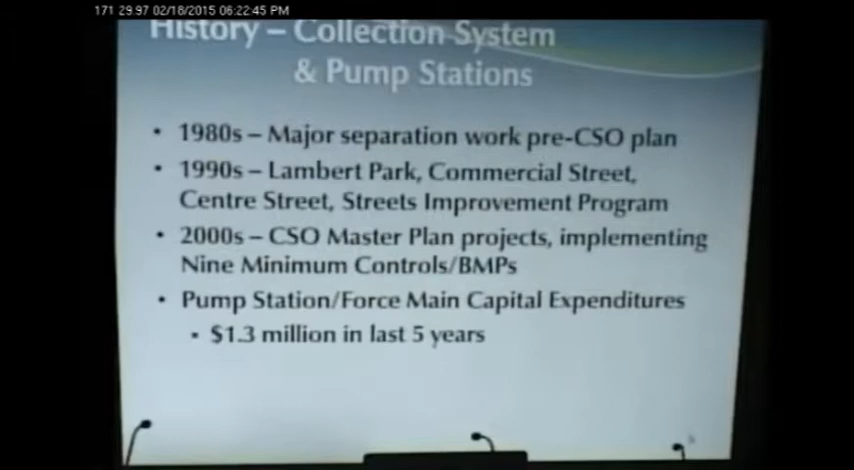 171 29.97 02/18/2015 06:22:45 PM
History – Collection System
& Pump Stations
• 1980s – Major separation work pre-CSO plan
• 1990s – Lambert Park, Commercial Street,
Centre Street, Streets Improvement Program
• 2000s – CSO Master Plan projects, implementing
Nine Minimum Controls/BMPs
• Pump Station/Force Main Capital Expenditures
• $1.3 million in last 5 years